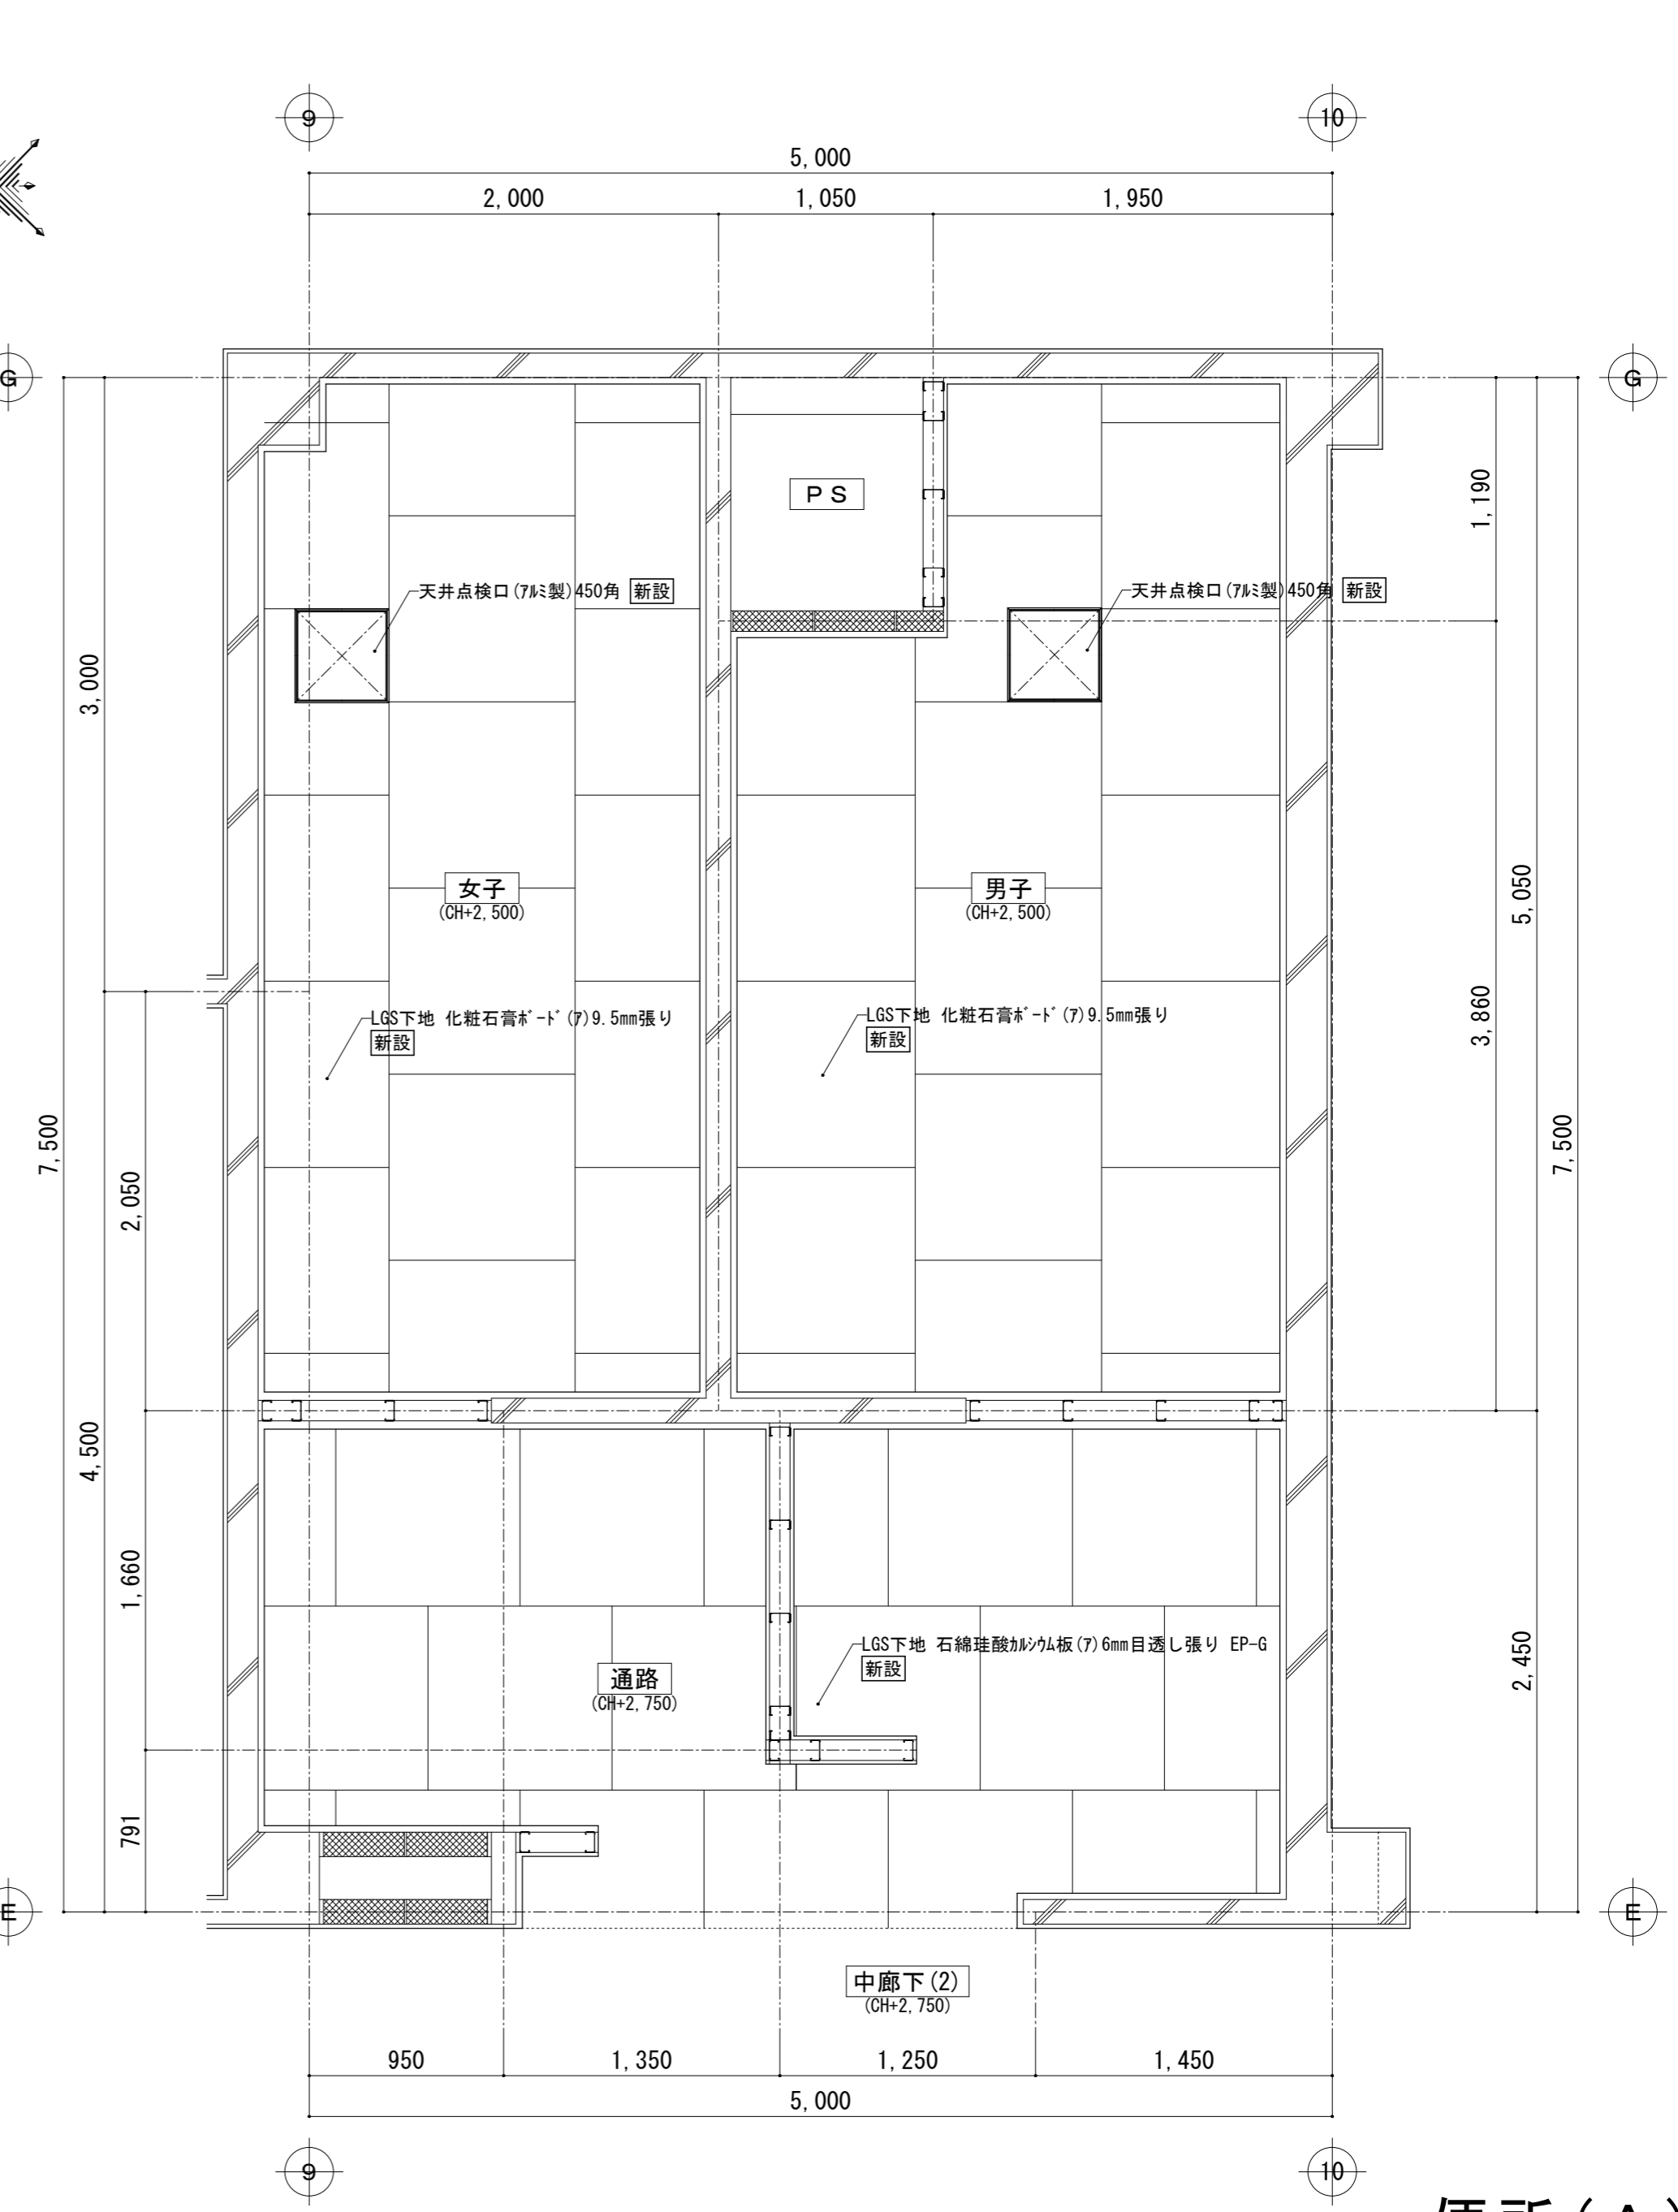 9
10
5,000
2,000
1,050
1,950
G
G
1,190
PS
天井点検口(アルミ製)450角 新設
天井点検口(アルミ製)450角 新設
3,000
女子
(CH+2,500)
男子
(CH+2,500)
5,050
3,860
LGS下地 化粧石膏ボード(ア)9.5mm張り
新設
LGS下地 化粧石膏ボード(ア)9.5mm張り
新設
7,500
7,500
2,050
4,500
1,660
LGS下地 石綿珪酸カルシウム板(ア)6mm目透し張り EP-G
新設
通路
(CH+2,750)
2,450
791
E
E
中廊下(2)
(CH+2,750)
950
1,350
1,250
1,450
5,000
9
10
便所(A)